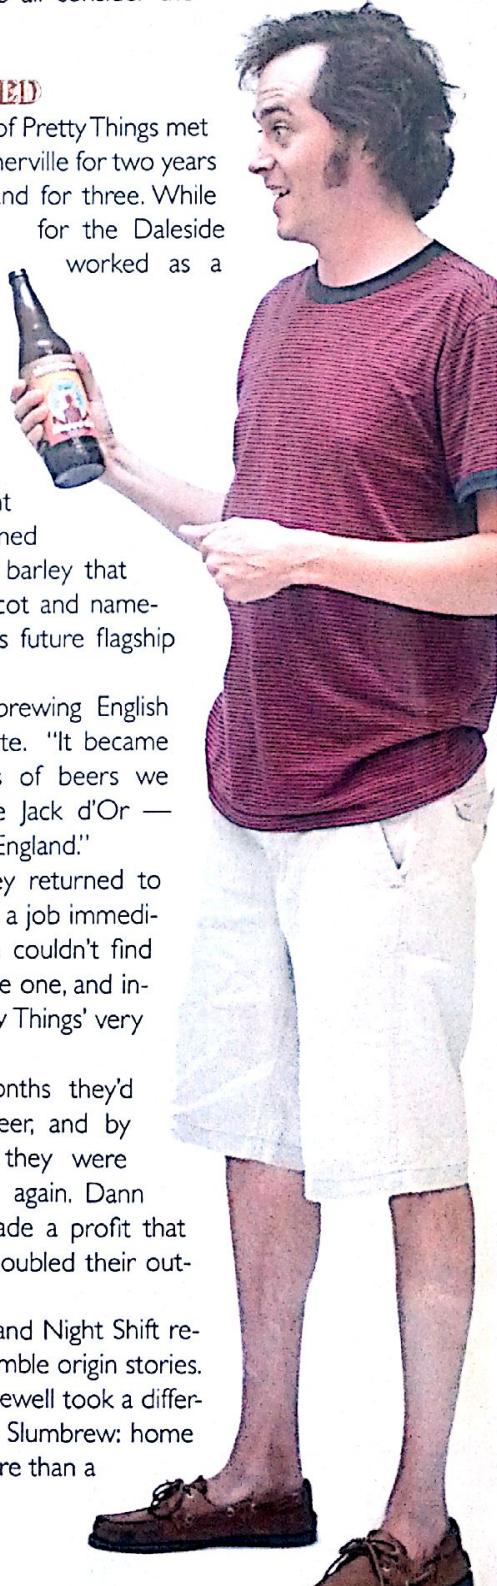 ED
of Pretty Things met
erville for two years
nd for three. While
for the Daleside
worked as a
ned
barley that
cot and name-
s future flagship
brewing English
te. "It became
s of beers we
e Jack d'Or —
England."
ey returned to
a job immedi-
couldn't find
e one, and in-
y Things' very
onths they'd
eer, and by
they were
again. Dann
ade a profit that
oubled their out-
and Night Shift re-
mble origin stories.
ewell took a differ-
Slumbrew: home
re than a